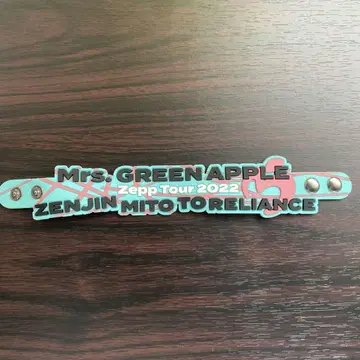 Mrs. GREEN APPLE
Zepp Tour 2022
ZENJIN MITO TO RELIANCE